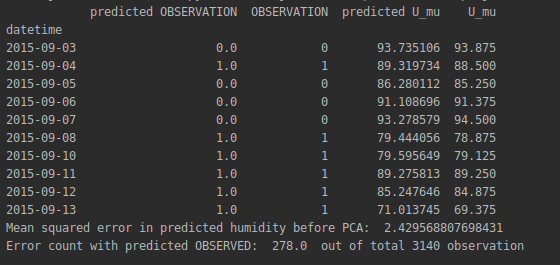 predicted OBSERVATION OBSERVATION predicted U_mu U_mu
datetime
2015-09-03 0.0 0 93.735106 93.875
2015-09-04 1.0 1 89.319734 88.500
2015-09-05 0.0 0 86.280112 85.250
2015-09-06 0.0 0 91.108696 91.375
2015-09-07 0.0 0 93.278579 94.500
2015-09-08 1.0 1 79.444056 78.875
2015-09-10 1.0 1 79.595649 79.125
2015-09-11 1.0 1 89.275813 89.250
2015-09-12 1.0 1 85.247646 84.875
2015-09-13 1.0 1 71.013745 69.375
Mean squared error in predicted humidity before PCA: 2.429568807698431
Error count with predicted OBSERVED: 278.0 out of total 3140 observation